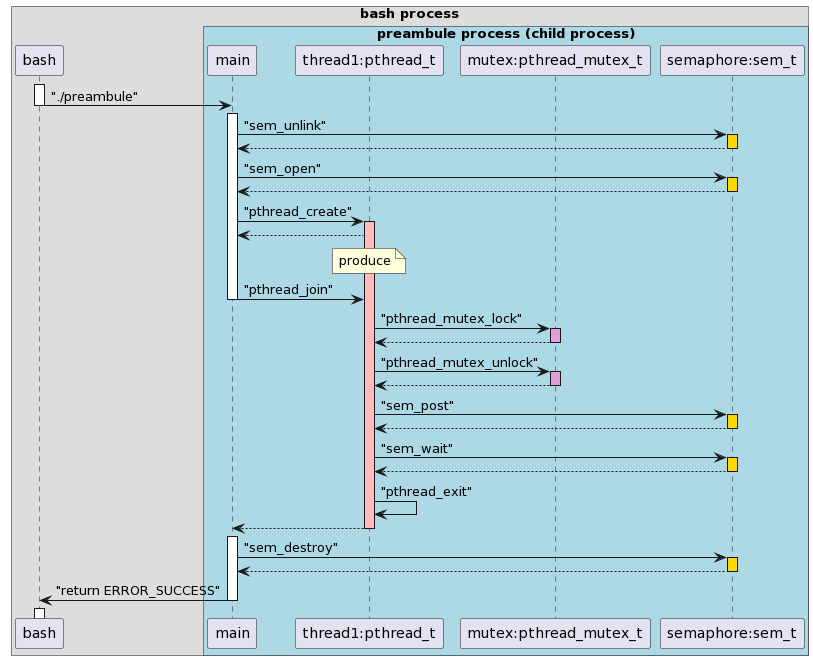 bash process
preambule process (child process)
bash main thread1:pthread_t mutex:pthread_mutex_t semaphore:sem_t
"./preambule"
"sem_unlink"
"sem_open"
"pthread_create"
produce
"pthread_join"
"pthread_mutex_lock"
"pthread_mutex_unlock"
"sem_post"
"sem_wait"
"pthread_exit"
"sem_destroy"
"return ERROR_SUCCESS"
bash main thread1:pthread_t mutex:pthread_mutex_t semaphore:sem_t